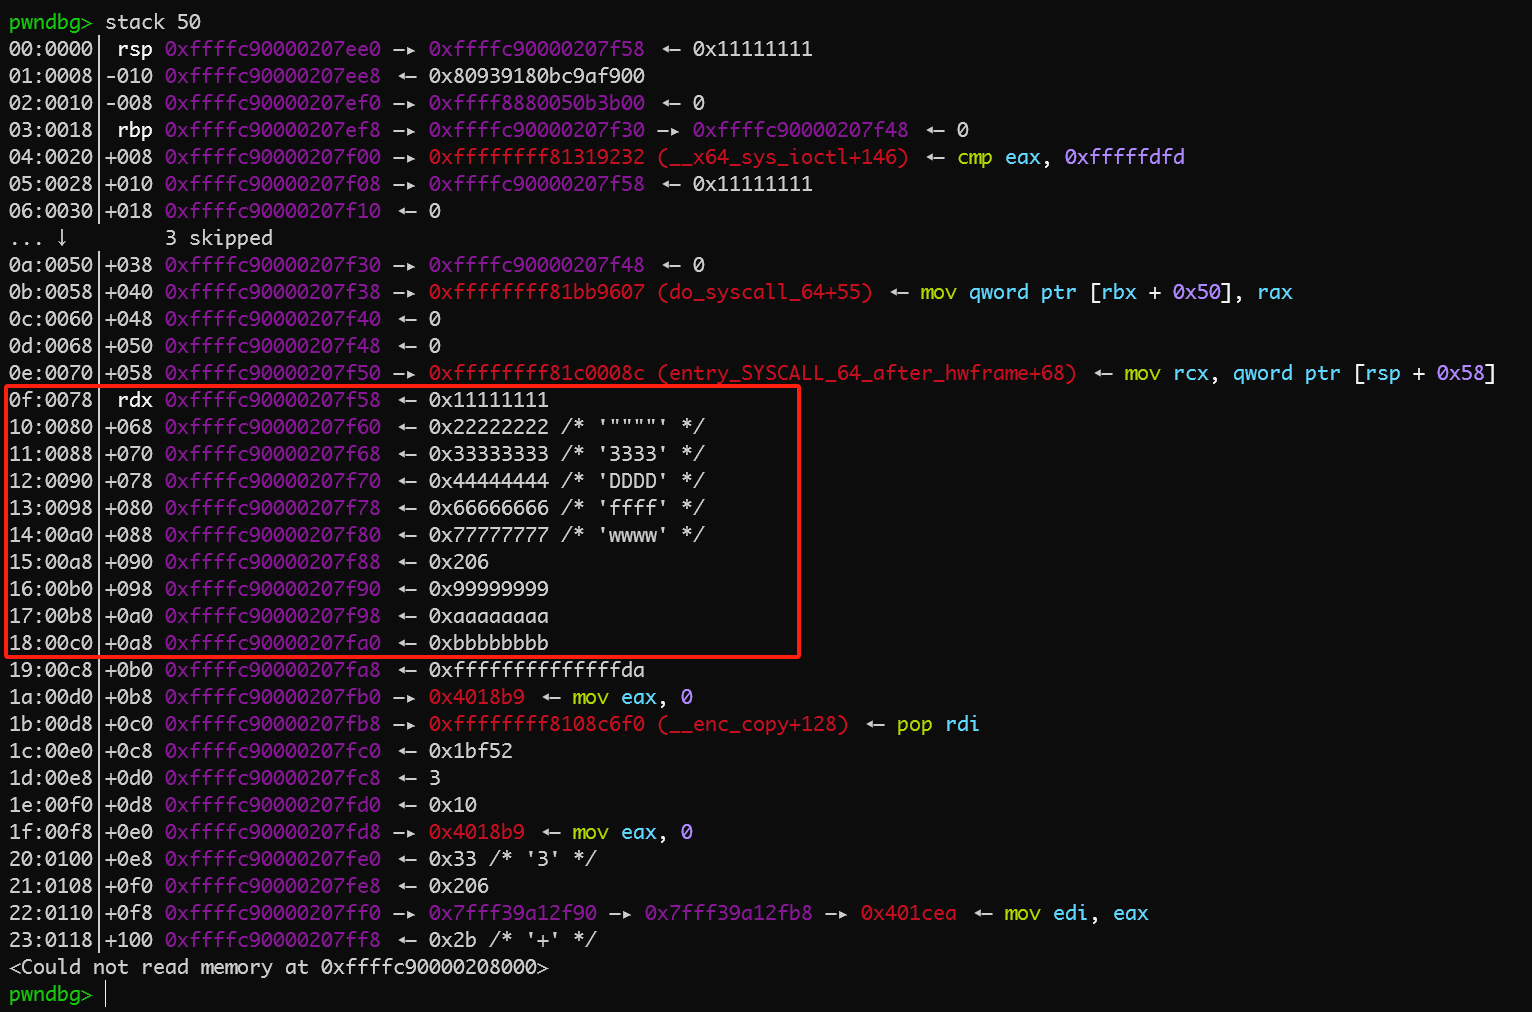 pwndbg> stack 50
00:0000│ rsp 0xffffc90000207ee0 —▸ 0xffffc90000207f58 ◂— 0x11111111
01:0008│-010 0xffffc90000207ee8 ◂— 0x80939180bc9af900
02:0010│-008 0xffffc90000207ef0 —▸ 0xffff8880050b3b00 ◂— 0
03:0018│ rbp 0xffffc90000207ef8 —▸ 0xffffc90000207f30 —▸ 0xffffc90000207f48 ◂— 0
04:0020│+008 0xffffc90000207f00 —▸ 0xffffffff81319232 (__x64_sys_ioctl+146) ◂— cmp eax, 0xfffffdfd
05:0028│+010 0xffffc90000207f08 —▸ 0xffffc90000207f58 ◂— 0x11111111
06:0030│+018 0xffffc90000207f10 ◂— 0
... ↓        3 skipped
0a:0050│+038 0xffffc90000207f30 —▸ 0xffffc90000207f48 ◂— 0
0b:0058│+040 0xffffc90000207f38 —▸ 0xffffffff81bb9607 (do_syscall_64+55) ◂— mov qword ptr [rbx + 0x50], rax
0c:0060│+048 0xffffc90000207f40 ◂— 0
0d:0068│+050 0xffffc90000207f48 ◂— 0
0e:0070│+058 0xffffc90000207f50 —▸ 0xffffffff81c0008c (entry_SYSCALL_64_after_hwframe+68) ◂— mov rcx, qword ptr [rsp + 0x58]
0f:0078│ rdx 0xffffc90000207f58 ◂— 0x11111111
10:0080│+068 0xffffc90000207f60 ◂— 0x22222222 /* '""""' */
11:0088│+070 0xffffc90000207f68 ◂— 0x33333333 /* '3333' */
12:0090│+078 0xffffc90000207f70 ◂— 0x44444444 /* 'DDDD' */
13:0098│+080 0xffffc90000207f78 ◂— 0x66666666 /* 'ffff' */
14:00a0│+088 0xffffc90000207f80 ◂— 0x77777777 /* 'wwww' */
15:00a8│+090 0xffffc90000207f88 ◂— 0x206
16:00b0│+098 0xffffc90000207f90 ◂— 0x99999999
17:00b8│+0a0 0xffffc90000207f98 ◂— 0xaaaaaaaa
18:00c0│+0a8 0xffffc90000207fa0 ◂— 0xbbbbbbbb
19:00c8│+0b0 0xffffc90000207fa8 ◂— 0xffffffffffffffda
1a:00d0│+0b8 0xffffc90000207fb0 —▸ 0x4018b9 ◂— mov eax, 0
1b:00d8│+0c0 0xffffc90000207fb8 —▸ 0xffffffff8108c6f0 (__enc_copy+128) ◂— pop rdi
1c:00e0│+0c8 0xffffc90000207fc0 ◂— 0x1bf52
1d:00e8│+0d0 0xffffc90000207fc8 ◂— 3
1e:00f0│+0d8 0xffffc90000207fd0 ◂— 0x10
1f:00f8│+0e0 0xffffc90000207fd8 —▸ 0x4018b9 ◂— mov eax, 0
20:0100│+0e8 0xffffc90000207fe0 ◂— 0x33 /* '3' */
21:0108│+0f0 0xffffc90000207fe8 ◂— 0x206
22:0110│+0f8 0xffffc90000207ff0 —▸ 0x7fff39a12f90 —▸ 0x7fff39a12fb8 —▸ 0x401cea ◂— mov edi, eax
23:0118│+100 0xffffc90000207ff8 ◂— 0x2b /* '+' */
<Could not read memory at 0xffffc90000208000>
pwndbg>